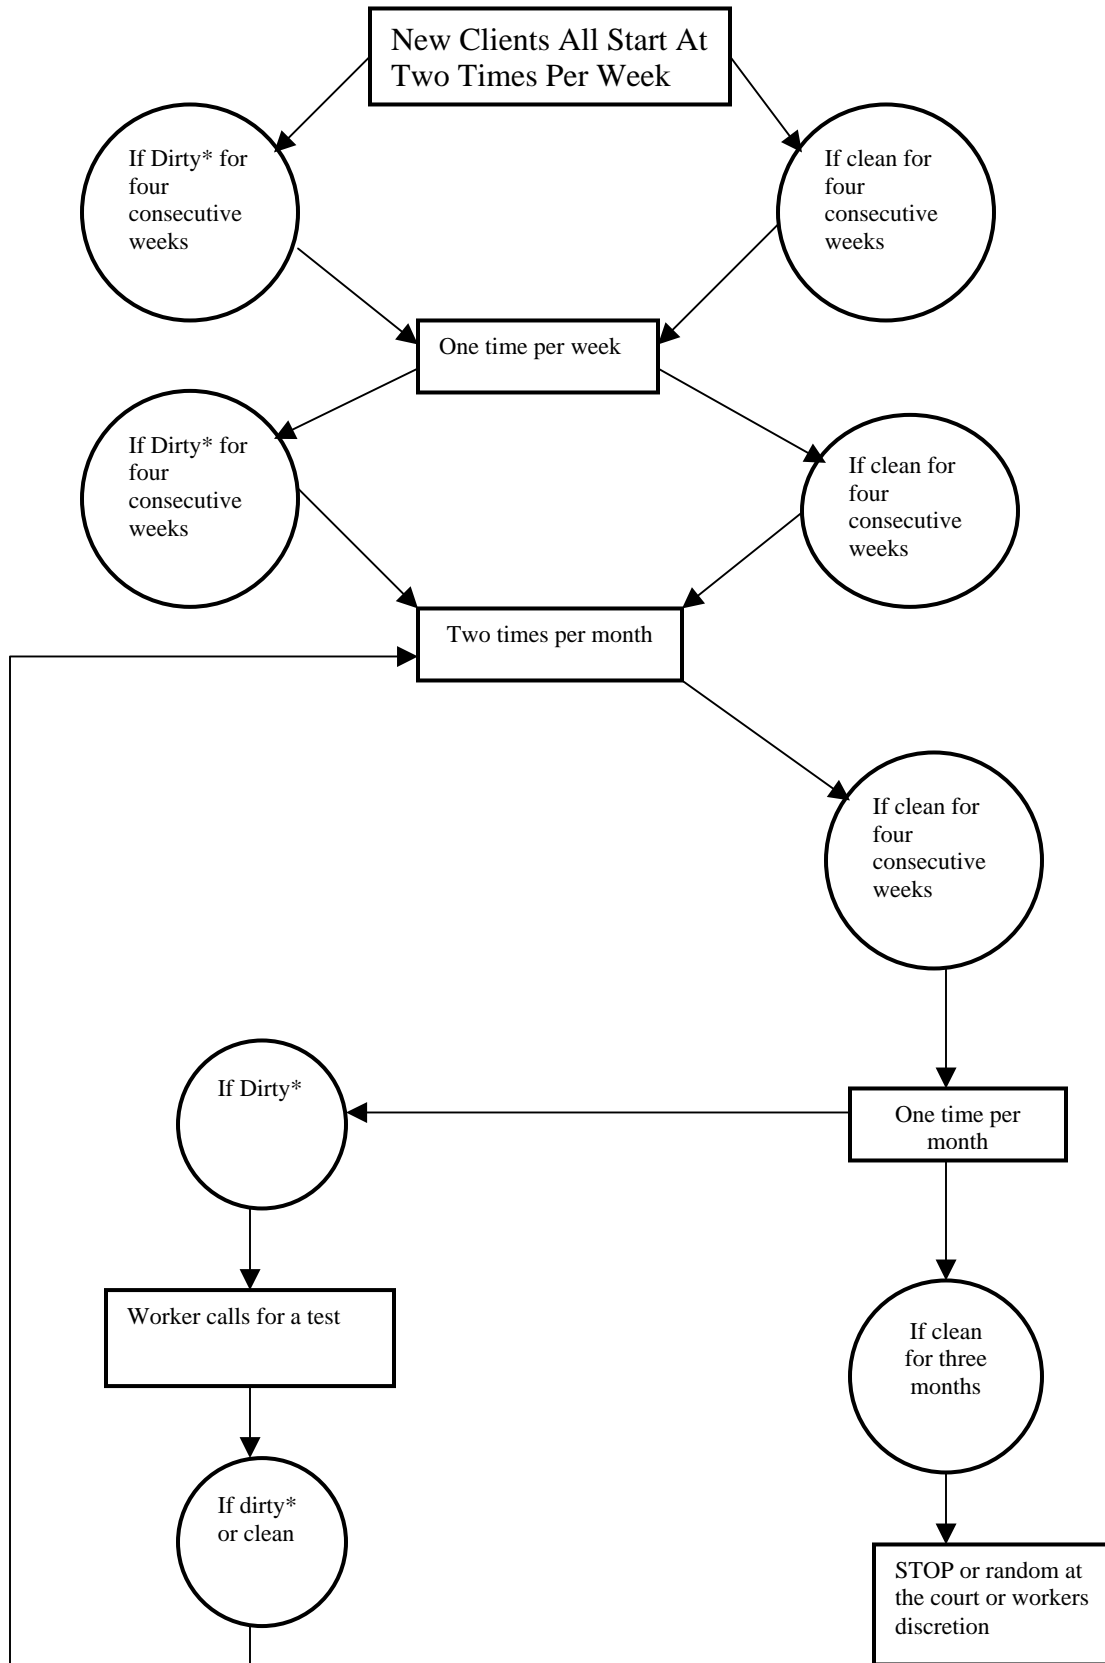 New Clients All Start At
Two Times Per Week
If Dirty* for
four
consecutive
weeks
If clean for
four
consecutive
weeks
One time per week
If Dirty* for
four
consecutive
weeks
If clean for
four
consecutive
weeks
Two times per month
If clean for
four
consecutive
weeks
If Dirty*
One time per
month
Worker calls for a test
If clean
for three
months
If dirty*
or clean
STOP or random at
the court or workers
discretion